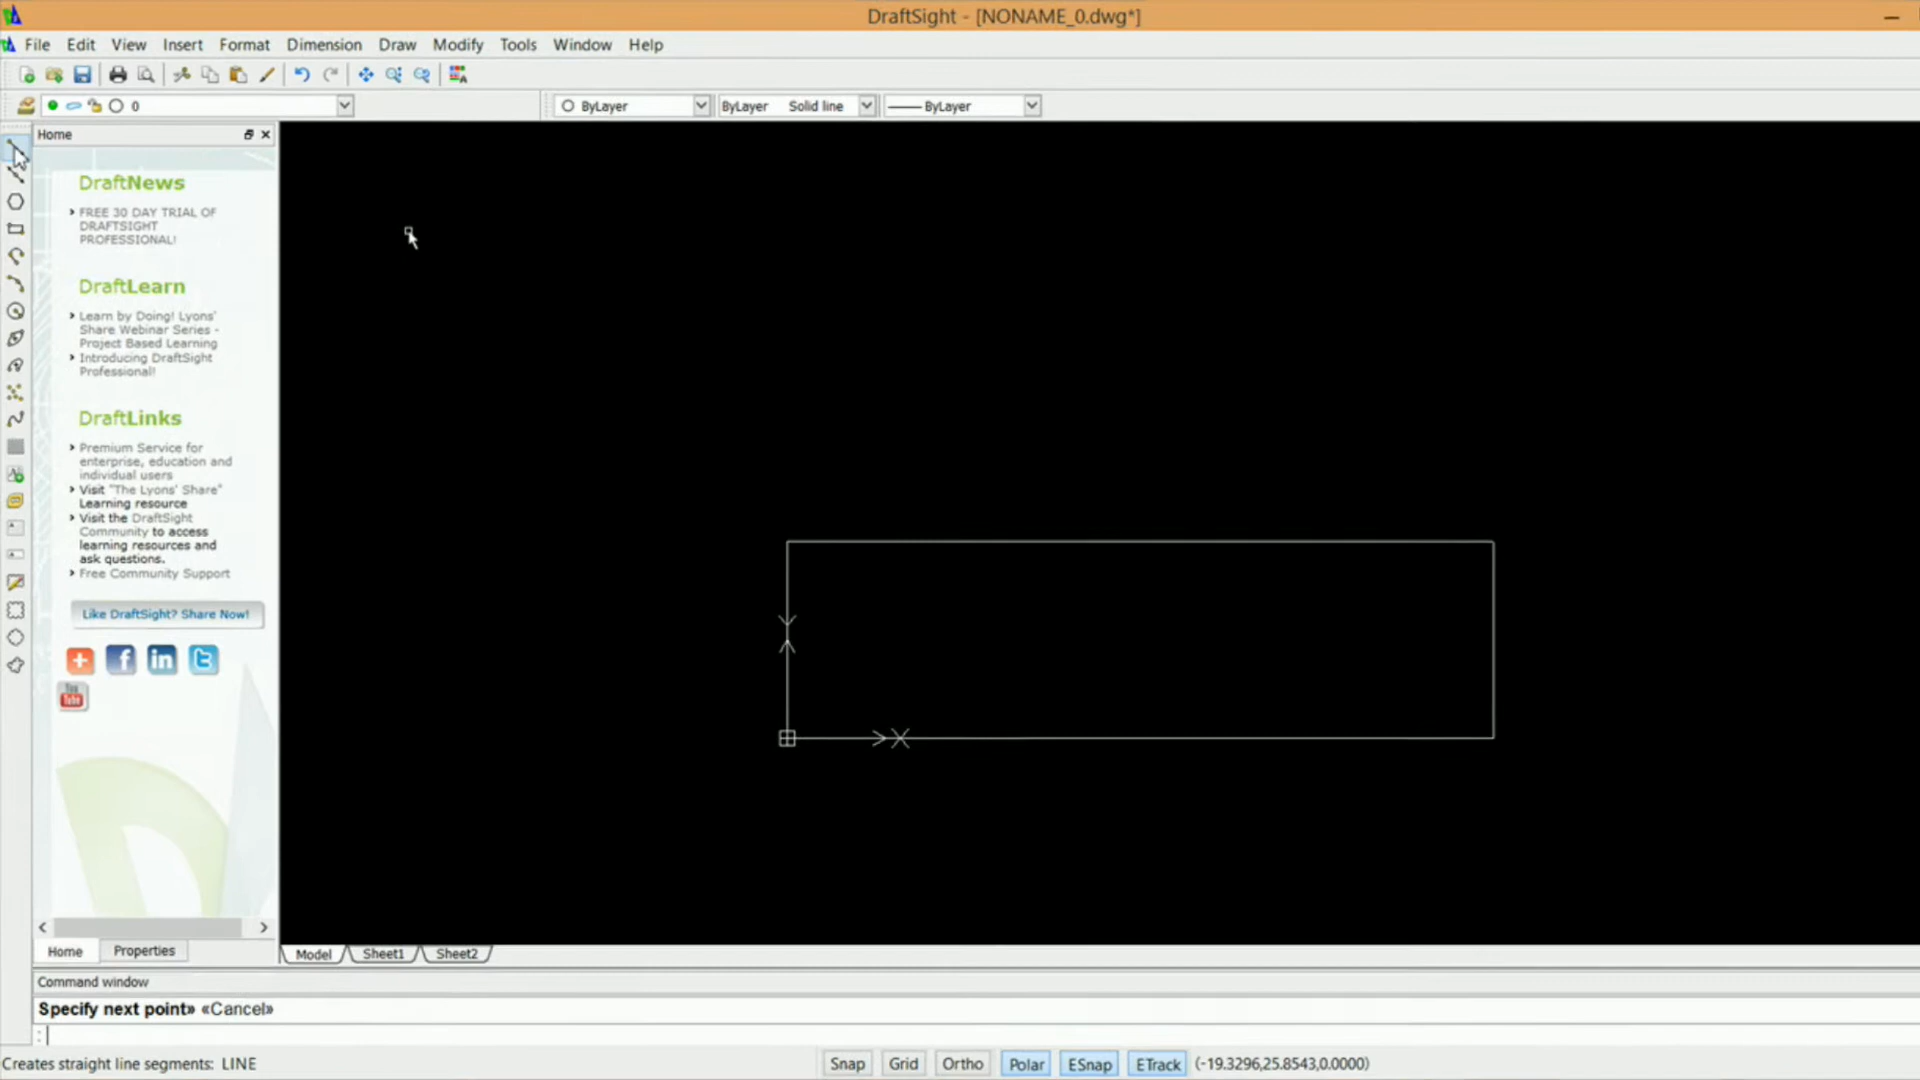 DraftSight - [NONAME_0.dwg*]
File Edit View Insert Format Dimension Draw Modify Tools Window Help
0 ByLayer ByLayer Solid line ByLayer
Home
DraftNews
FREE 30 DAY TRIAL OF
DRAFTSIGHT
PROFESSIONAL!
DraftLearn
Learn by Doing! Lyons'
Share Webinar Series -
Project Based Learning
Introducing DraftSight
Professional!
DraftLinks
Premium Service for
enterprise, education and
individual users
Visit "The Lyons' Share"
Learning resource
Visit the DraftSight
Community to access
learning resources and
ask questions.
Free Community Support
Like DraftSight? Share Now!
You
Tube
Y
X
Home Properties
Model Sheet1 Sheet2
Command window
Specify next point» «Cancel»
:
Creates straight line segments: LINE
Snap Grid Ortho Polar ESnap ETrack (-19.3296,25.8543,0.0000)